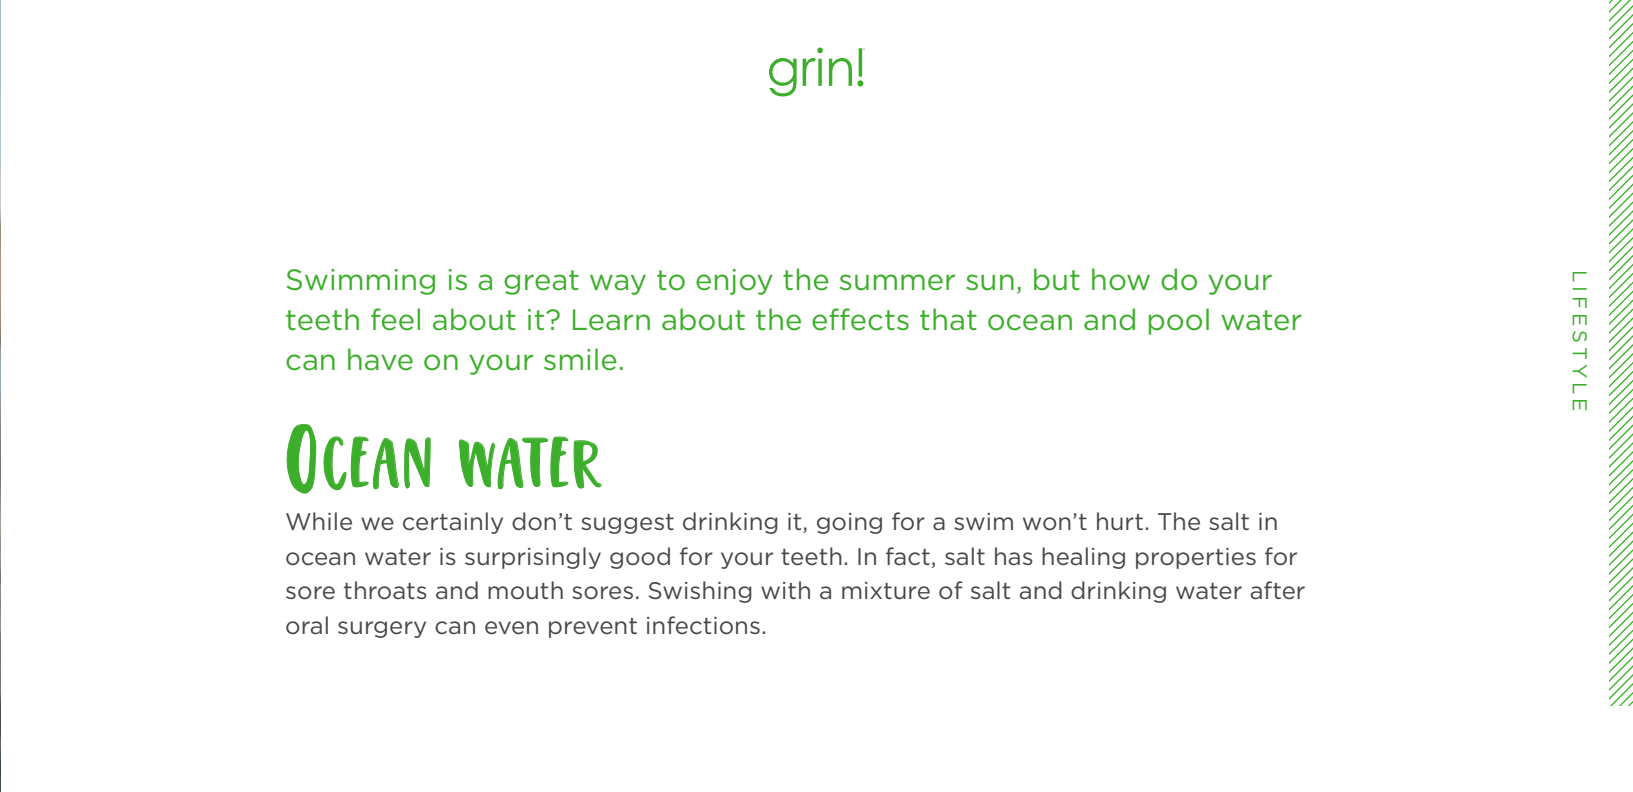 grin!
Swimming is a great way to enjoy the summer sun, but how do your
teeth feel about it? Learn about the effects that ocean and pool water
can have on your smile.
OCEAN WATER
While we certainly don’t suggest drinking it, going for a swim won’t hurt. The salt in
ocean water is surprisingly good for your teeth. In fact, salt has healing properties for
sore throats and mouth sores. Swishing with a mixture of salt and drinking water after
oral surgery can even prevent infections.
LIFESTYLE